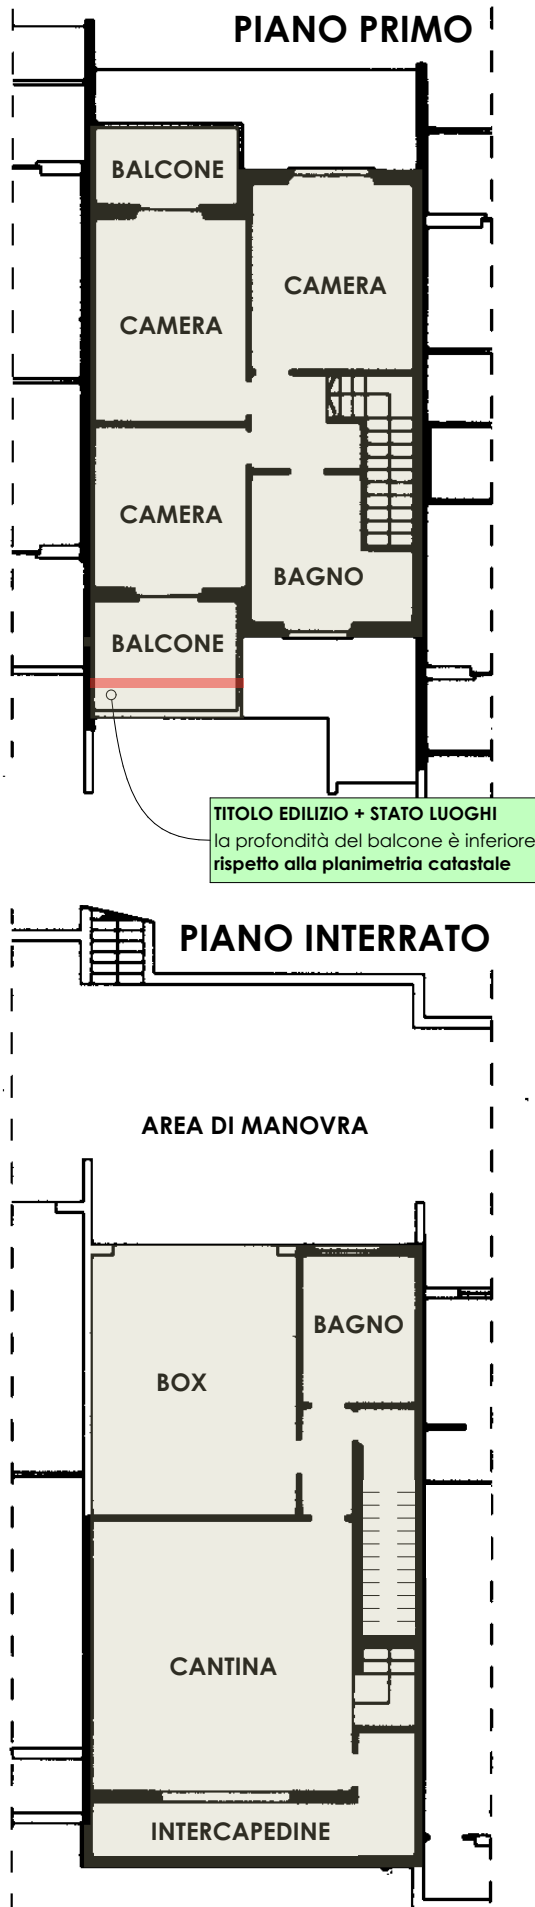 PIANO PRIMO
BALCONE
CAMERA
CAMERA
CAMERA
BAGNO
BALCONE
TITOLO EDILIZIO + STATO LUOGHI
la profondità del balcone è inferiore
rispetto alla planimetria catastale
PIANO INTERRATO
AREA DI MANOVRA
BAGNO
BOX
CANTINA
INTERCAPEDINE